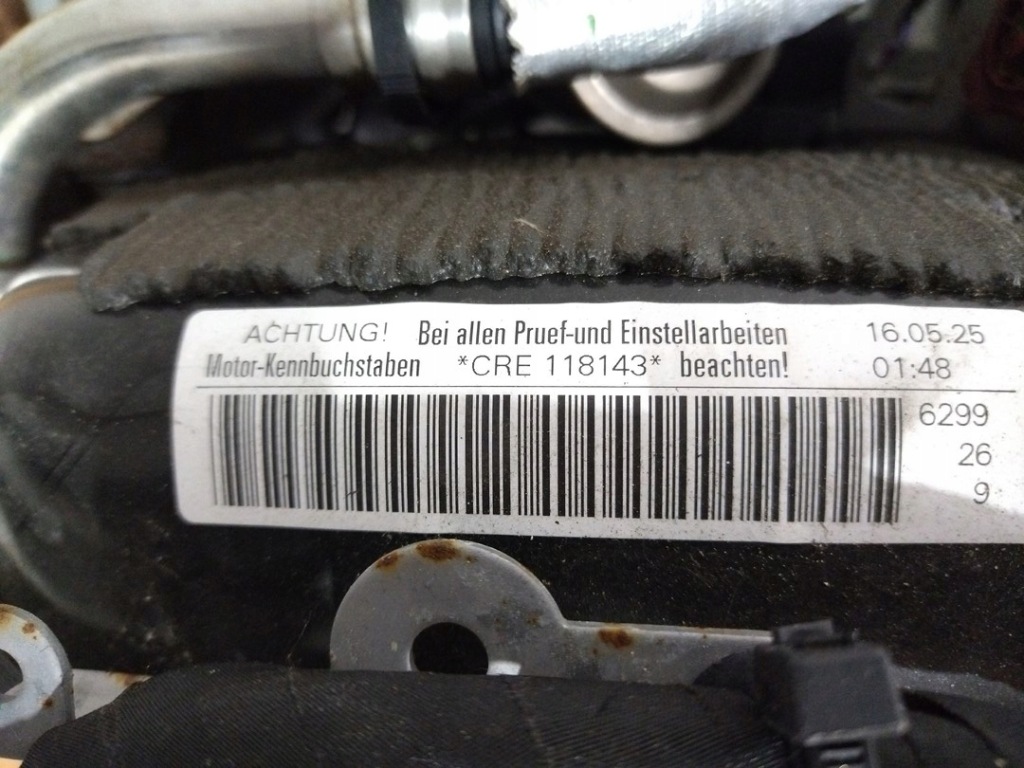 ACHTUNG! Bei allen Pruef-und Einstellarbeiten 16.05.25
Motor-Kennbuchstaben *CRE 118143* beachten! 01:48
6299
26
9